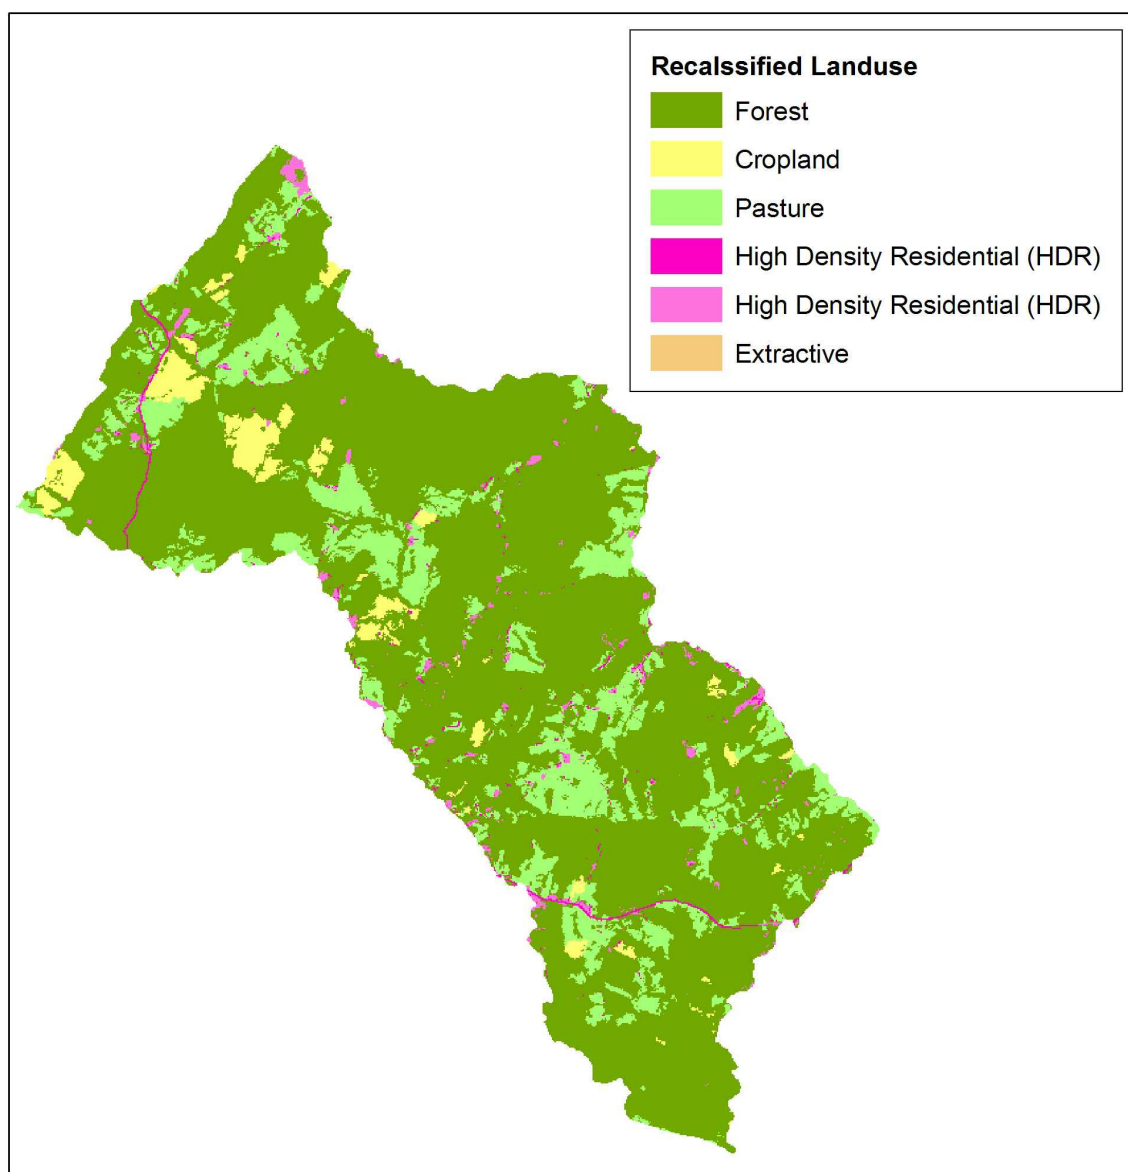 Recalssified Landuse
Forest
Cropland
Pasture
High Density Residential (HDR)
High Density Residential (HDR)
Extractive